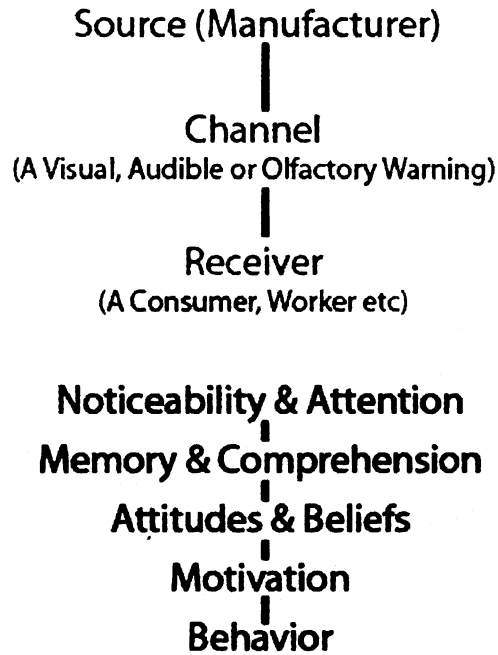 Source (Manufacturer)
Channel
(A Visual, Audible or Olfactory Warning)
Receiver
(A Consumer, Worker etc)
Noticeability & Attention
Memory & Comprehension
Attitudes & Beliefs
Motivation
Behavior